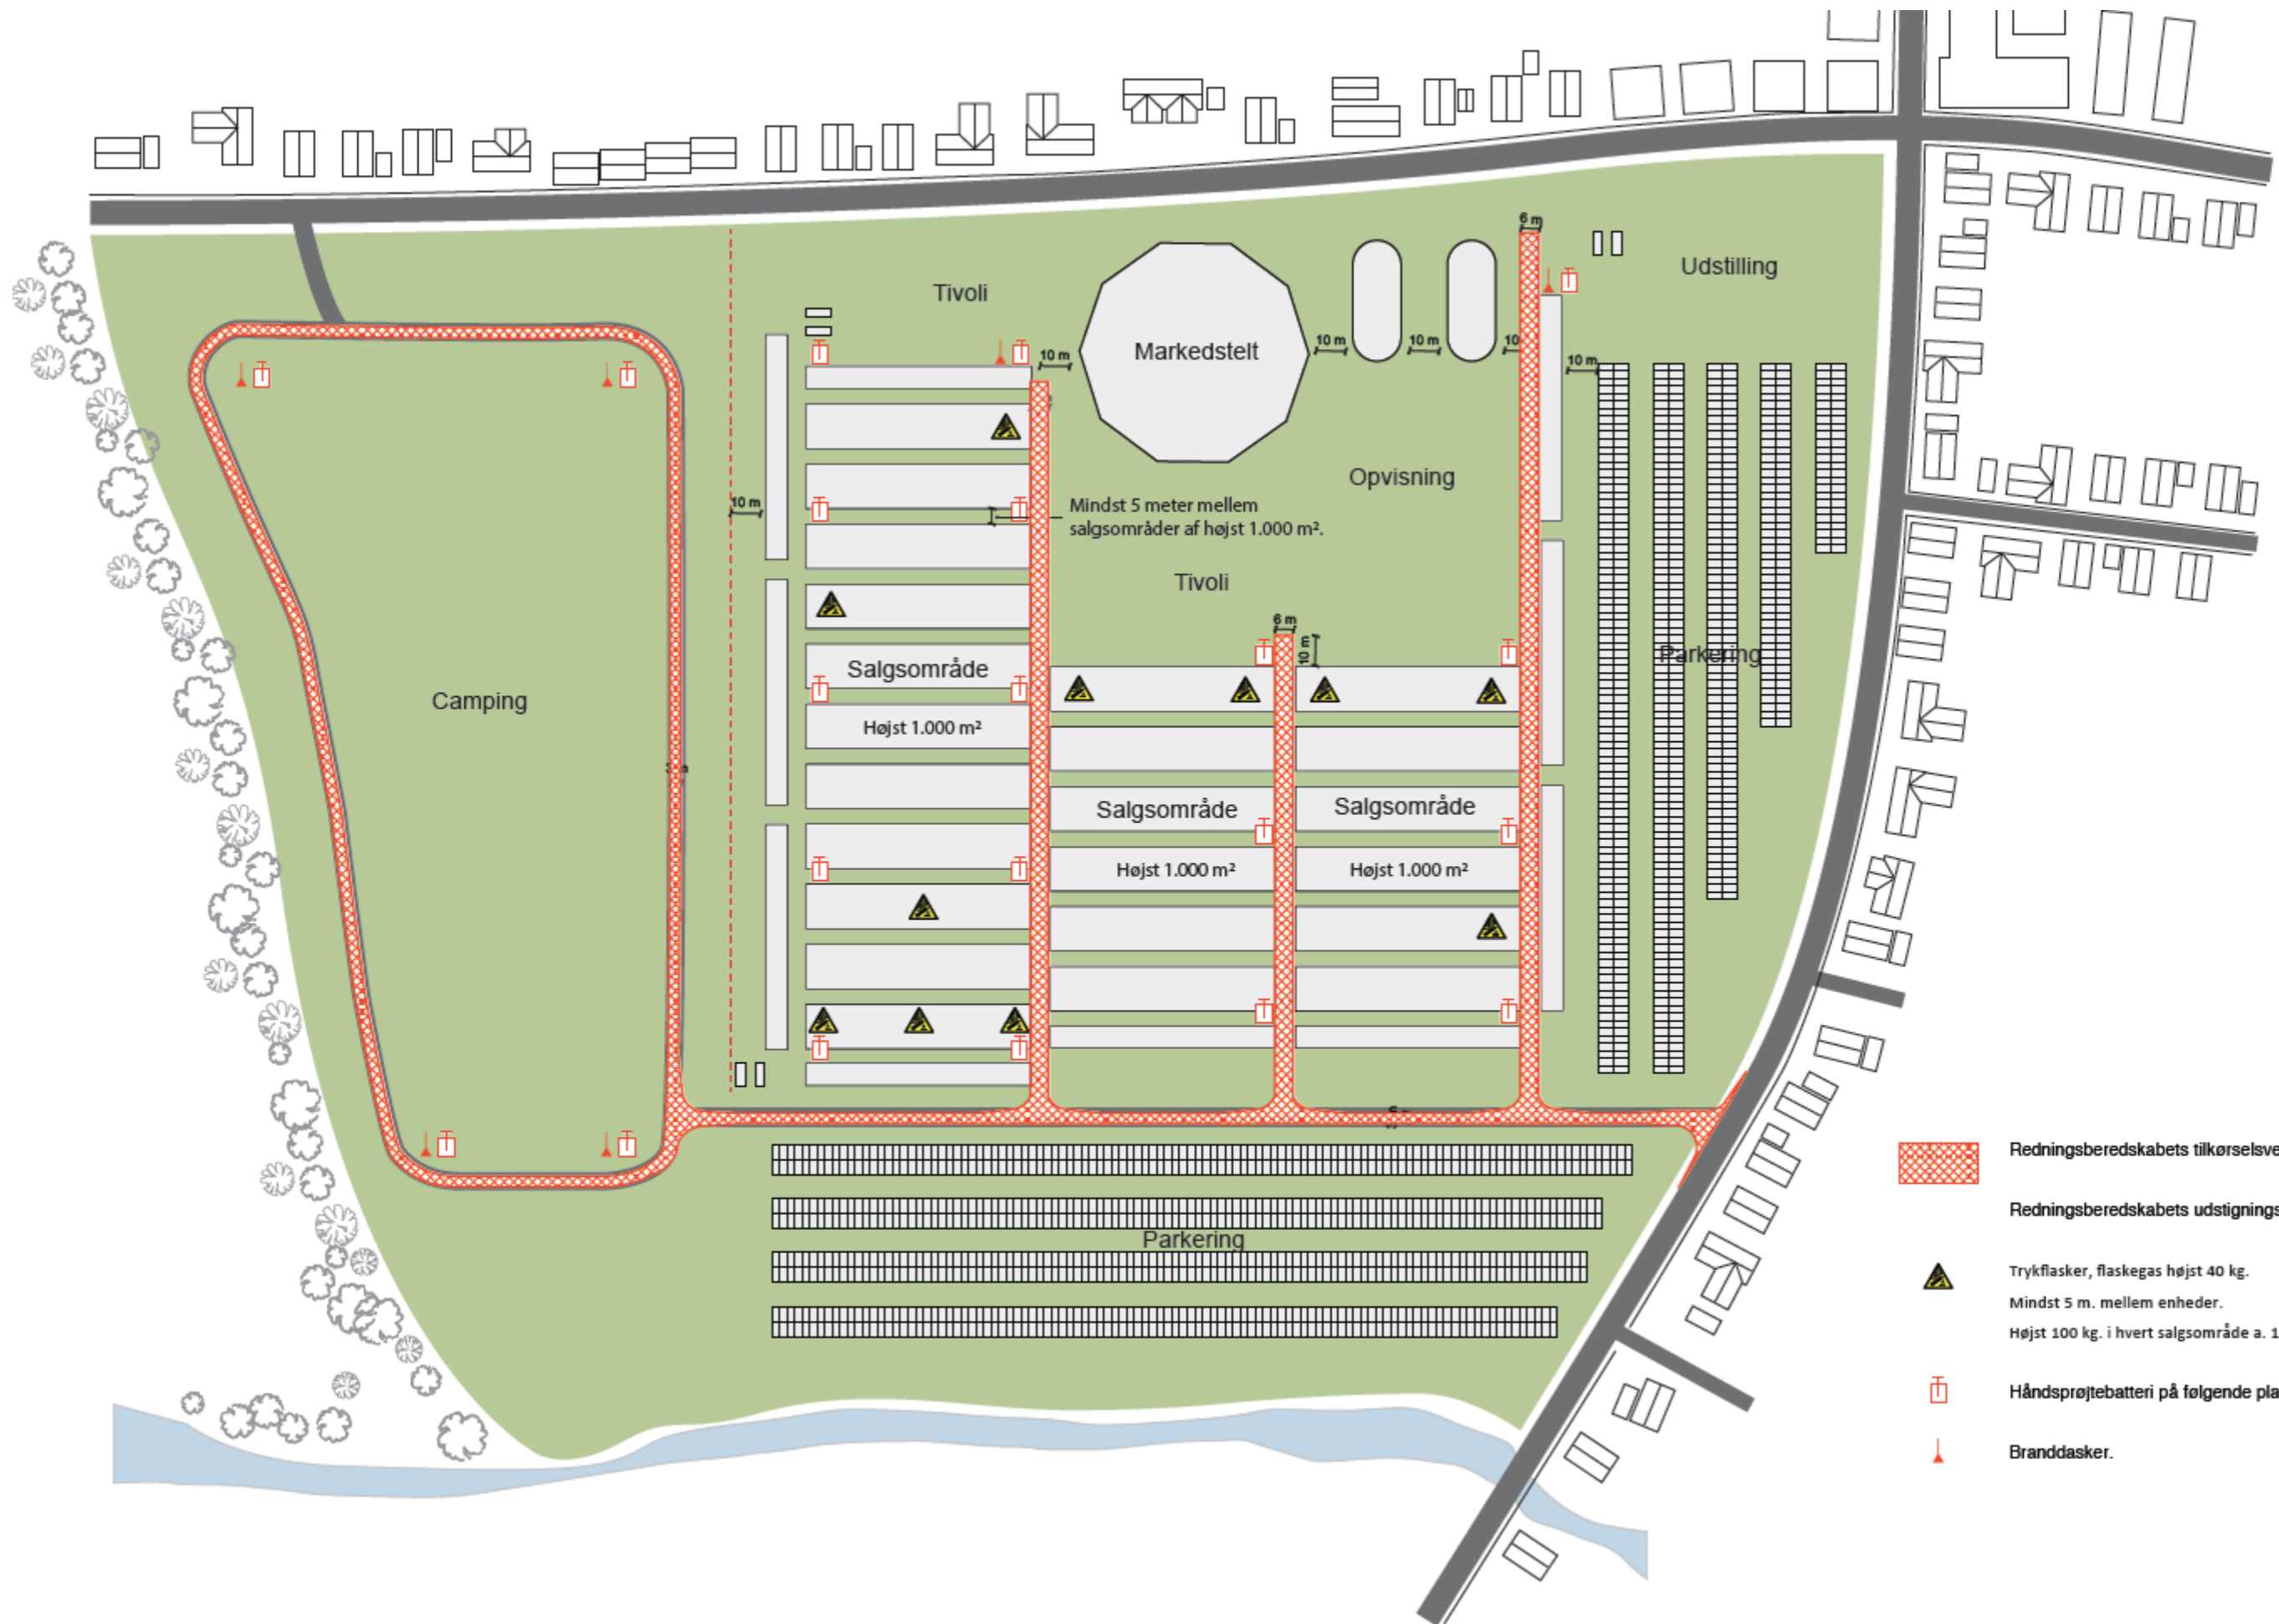 6 m
Udstilling
Tivoli
Markedstelt
10 m
10 m
10 m
10
10 m
Opvisning
10 m
Mindst 5 meter mellem
salgsområder af højst 1.000 m².
Tivoli
6 m
10 m
Parkering
Salgsområde
Camping
Højst 1.000 m²
Salgsområde
Salgsområde
Højst 1.000 m²
Højst 1.000 m²
Parkering
Redningsberedskabets tilkørselsve
Redningsberedskabets udstignings
Trykflasker, flaskegas højst 40 kg.
Mindst 5 m. mellem enheder.
Højst 100 kg. i hvert salgsområde a. 1
Håndsprøjtebatteri på følgende pla
Branddasker.